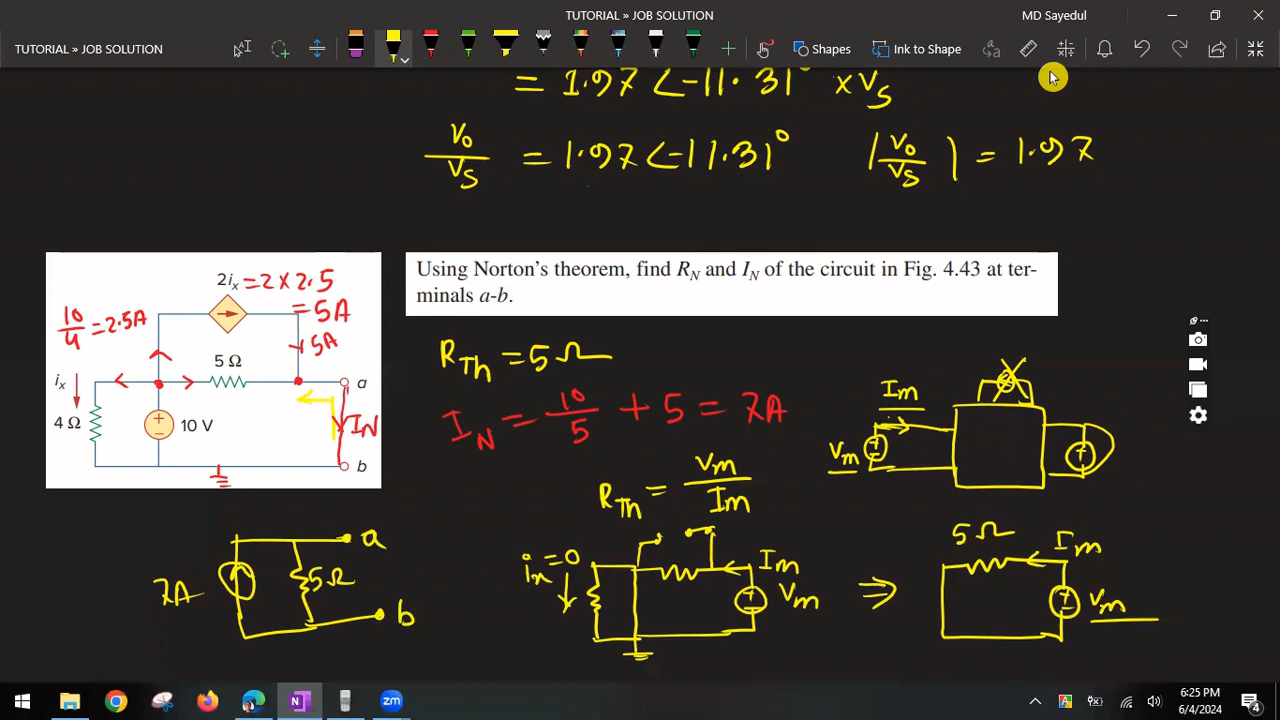 TUTORIAL » JOB SOLUTION
MD Sayedul
TUTORIAL » JOB SOLUTION
Shapes
Ink to Shape
= 1.97 <-11.31° × Vs
Vo/Vs = 1.97 <-11.31° |Vo/Vs| = 1.97
2ix = 2 × 2.5
= 5A
10/4 = 2.5A
5A
5 Ω
a
ix
4 Ω
10 V
IN
b
Using Norton's theorem, find RN and IN of the circuit in Fig. 4.43 at ter-
minals a-b.
RTh = 5 Ω
IN = 10/5 + 5 = 7A
RTh = Vm/Im
Im
Vm
7A
5Ω
a
b
ix = 0
Im
Vm
⇒
5 Ω
Im
Vm
6:25 PM
6/4/2024
4